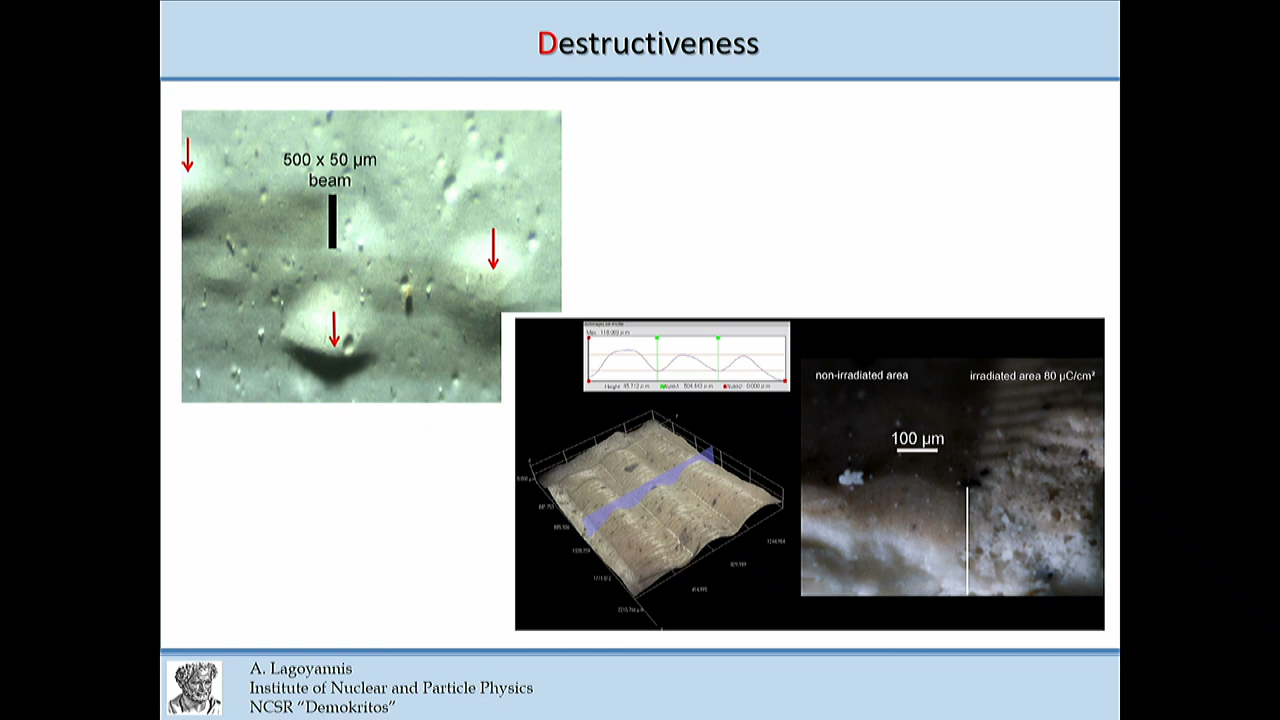 Destructiveness
500 x 50 µm
beam
non-irradiated area
irradiated area 80 µC/cm²
100 µm
A. Lagoyannis
Institute of Nuclear and Particle Physics
NCSR “Demokritos”